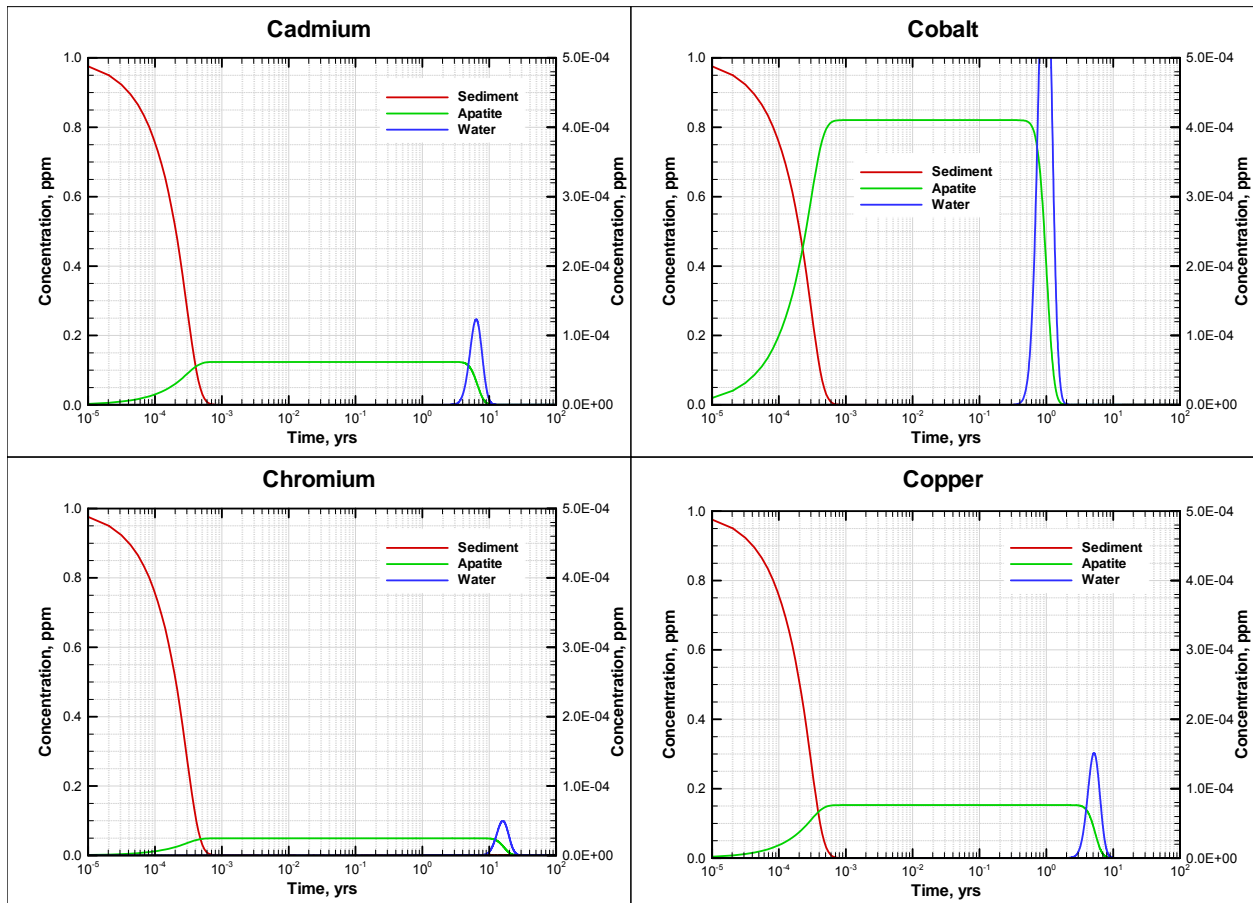 Cadmium
Concentration, ppm
1.0
0.8
0.6
0.4
0.2
0.0
Sediment
Apatite
Water
5.0E-04
4.0E-04
3.0E-04
2.0E-04
1.0E-04
0.0E+00
Concentration, ppm
10-5 10-4 10-3 10-2 10-1 100 101 102
Time, yrs
Cobalt
Concentration, ppm
1.0
0.8
0.6
0.4
0.2
0.0
Sediment
Apatite
Water
5.0E-04
4.0E-04
3.0E-04
2.0E-04
1.0E-04
0.0E+00
Concentration, ppm
10-5 10-4 10-3 10-2 10-1 100 101 102
Time, yrs
Chromium
Concentration, ppm
1.0
0.8
0.6
0.4
0.2
0.0
Sediment
Apatite
Water
5.0E-04
4.0E-04
3.0E-04
2.0E-04
1.0E-04
0.0E+00
Concentration, ppm
10-5 10-4 10-3 10-2 10-1 100 101 102
Time, yrs
Copper
Concentration, ppm
1.0
0.8
0.6
0.4
0.2
0.0
Sediment
Apatite
Water
5.0E-04
4.0E-04
3.0E-04
2.0E-04
1.0E-04
0.0E+00
Concentration, ppm
10-5 10-4 10-3 10-2 10-1 100 101 102
Time, yrs